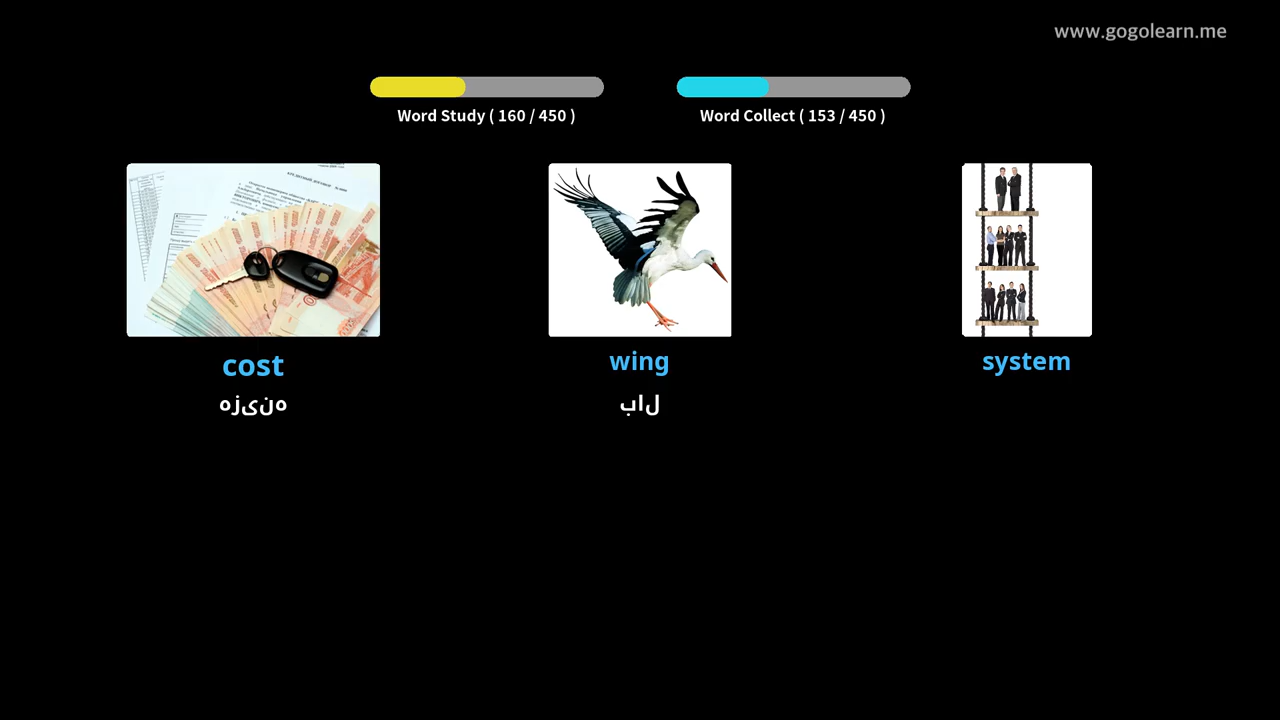 www.gogolearn.me
Word Study ( 160 / 450 )
Word Collect ( 153 / 450 )
cost
هزینه
wing
بال
system